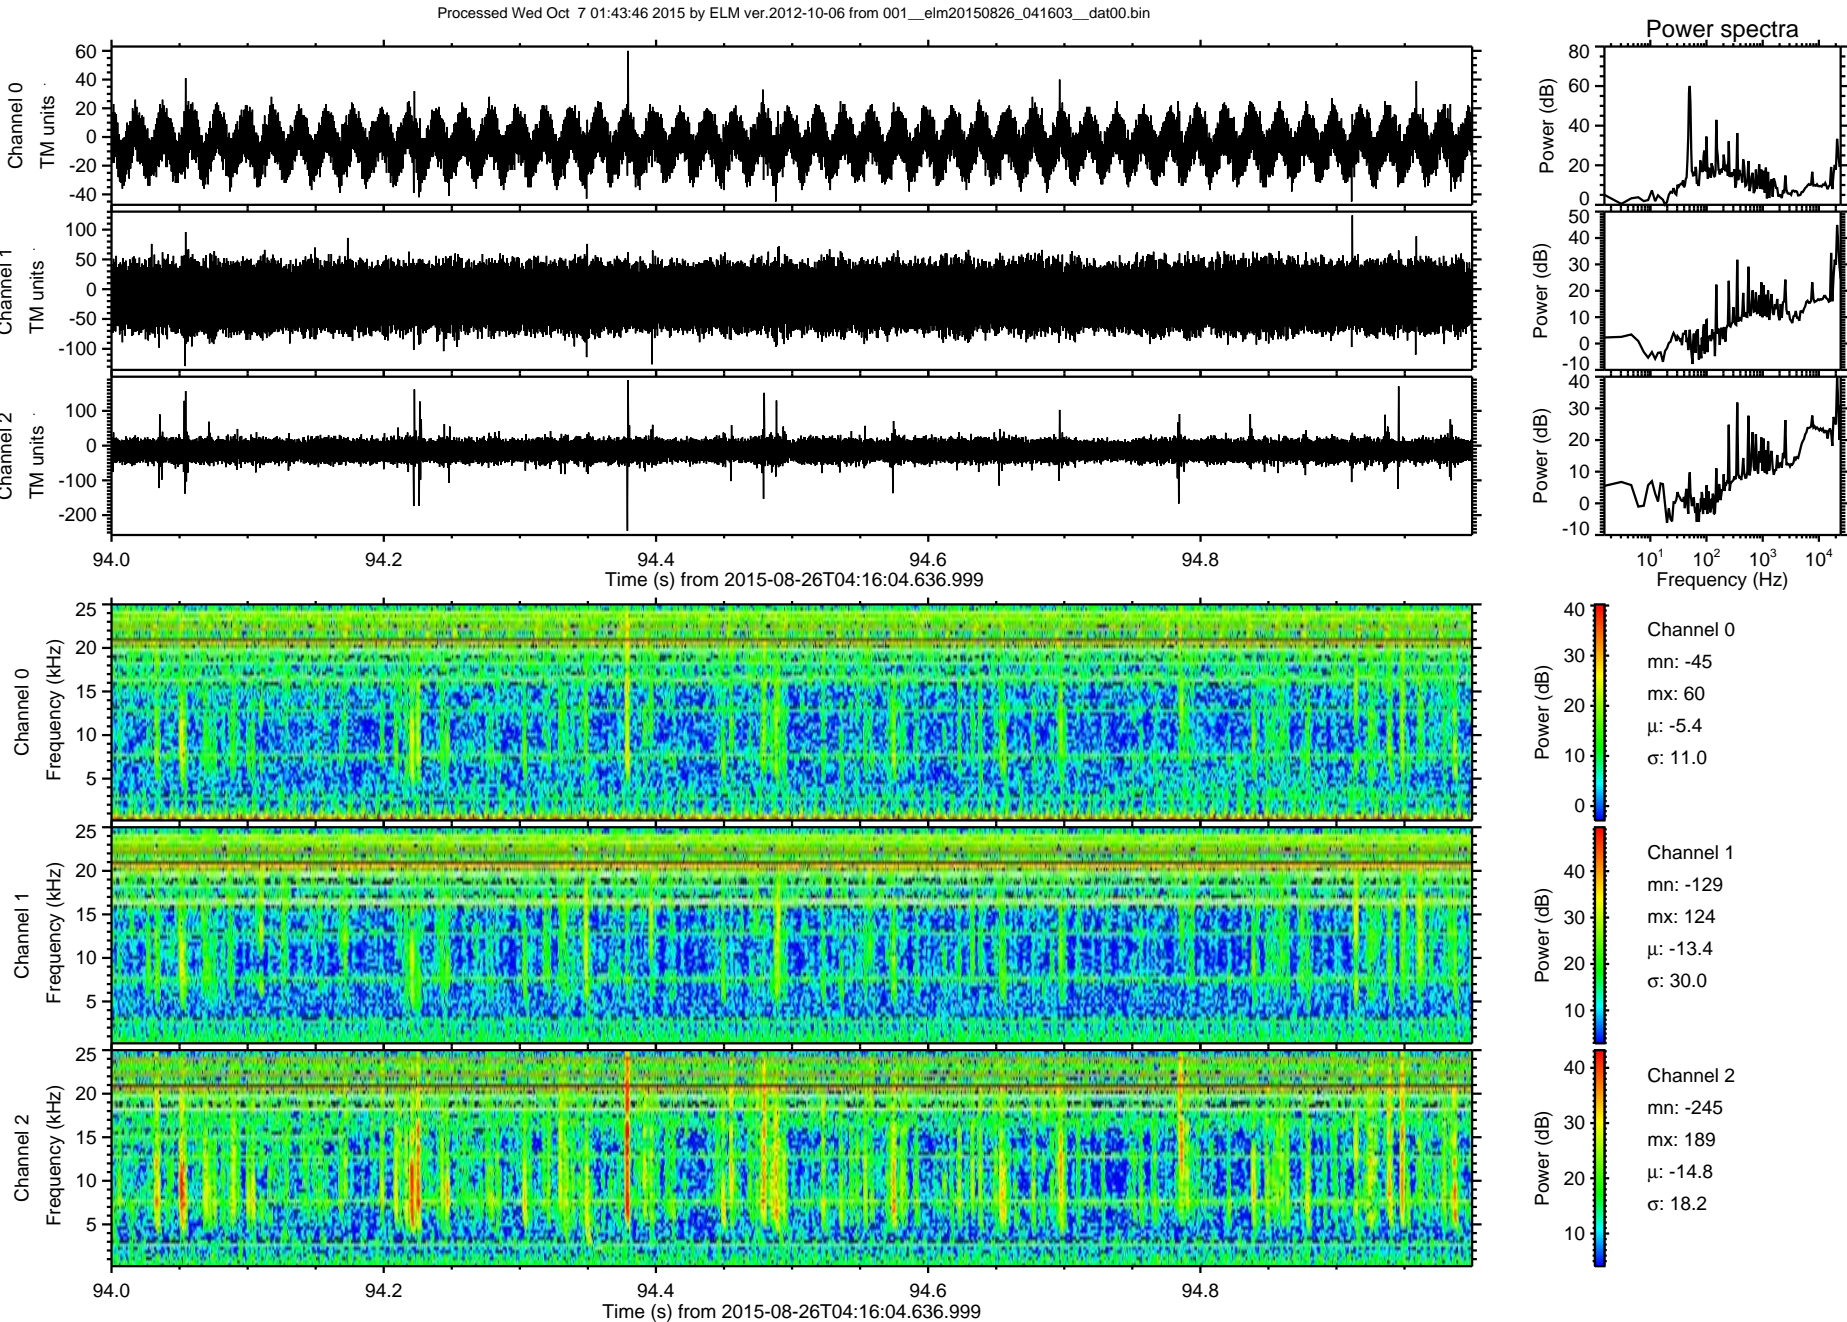 Processed Wed Oct  7 01:43:46 2015 by ELM ver.2012-10-06 from 001__elm20150826_041603__dat00.bin
Power spectra
Channel 0
TM units
60
40
20
0
-20
-40
Power (dB)
80
60
40
20
0
Channel 1
TM units
100
50
0
-50
-100
Power (dB)
50
40
30
20
10
0
-10
Channel 2
TM units
100
0
-100
-200
Power (dB)
40
30
20
10
0
-10
94.0 94.2 94.4 94.6 94.8
Time (s) from 2015-08-26T04:16:04.636.999
10^1 10^2 10^3 10^4
Frequency (Hz)
Channel 0
Frequency (kHz)
25
20
15
10
5
Power (dB)
40
30
20
10
0
Channel 0
mn: -45
mx: 60
μ: -5.4
σ: 11.0
Channel 1
Frequency (kHz)
25
20
15
10
5
Power (dB)
40
30
20
10
Channel 1
mn: -129
mx: 124
μ: -13.4
σ: 30.0
Channel 2
Frequency (kHz)
25
20
15
10
5
Power (dB)
40
30
20
10
Channel 2
mn: -245
mx: 189
μ: -14.8
σ: 18.2
94.0 94.2 94.4 94.6 94.8
Time (s) from 2015-08-26T04:16:04.636.999